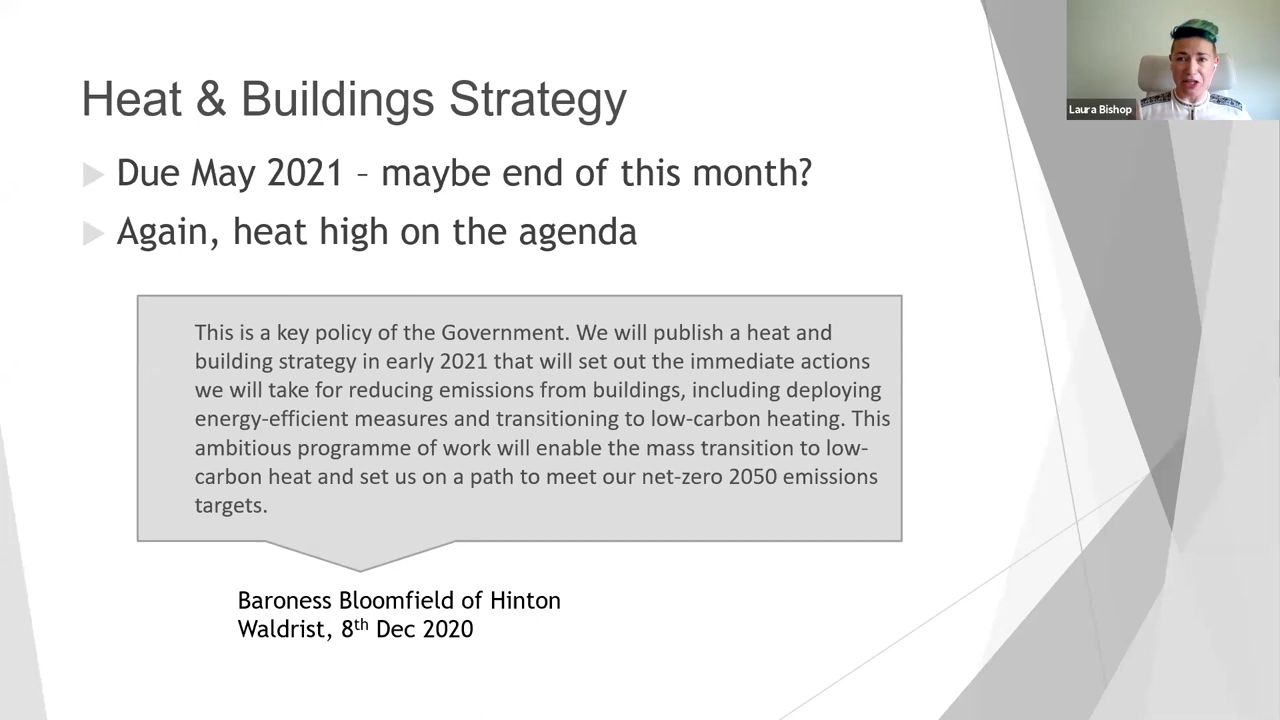 Heat & Buildings Strategy
Due May 2021 – maybe end of this month?
Again, heat high on the agenda
This is a key policy of the Government. We will publish a heat and
building strategy in early 2021 that will set out the immediate actions
we will take for reducing emissions from buildings, including deploying
energy-efficient measures and transitioning to low-carbon heating. This
ambitious programme of work will enable the mass transition to low-
carbon heat and set us on a path to meet our net-zero 2050 emissions
targets.
Baroness Bloomfield of Hinton
Waldrist, 8th Dec 2020
Laura Bishop